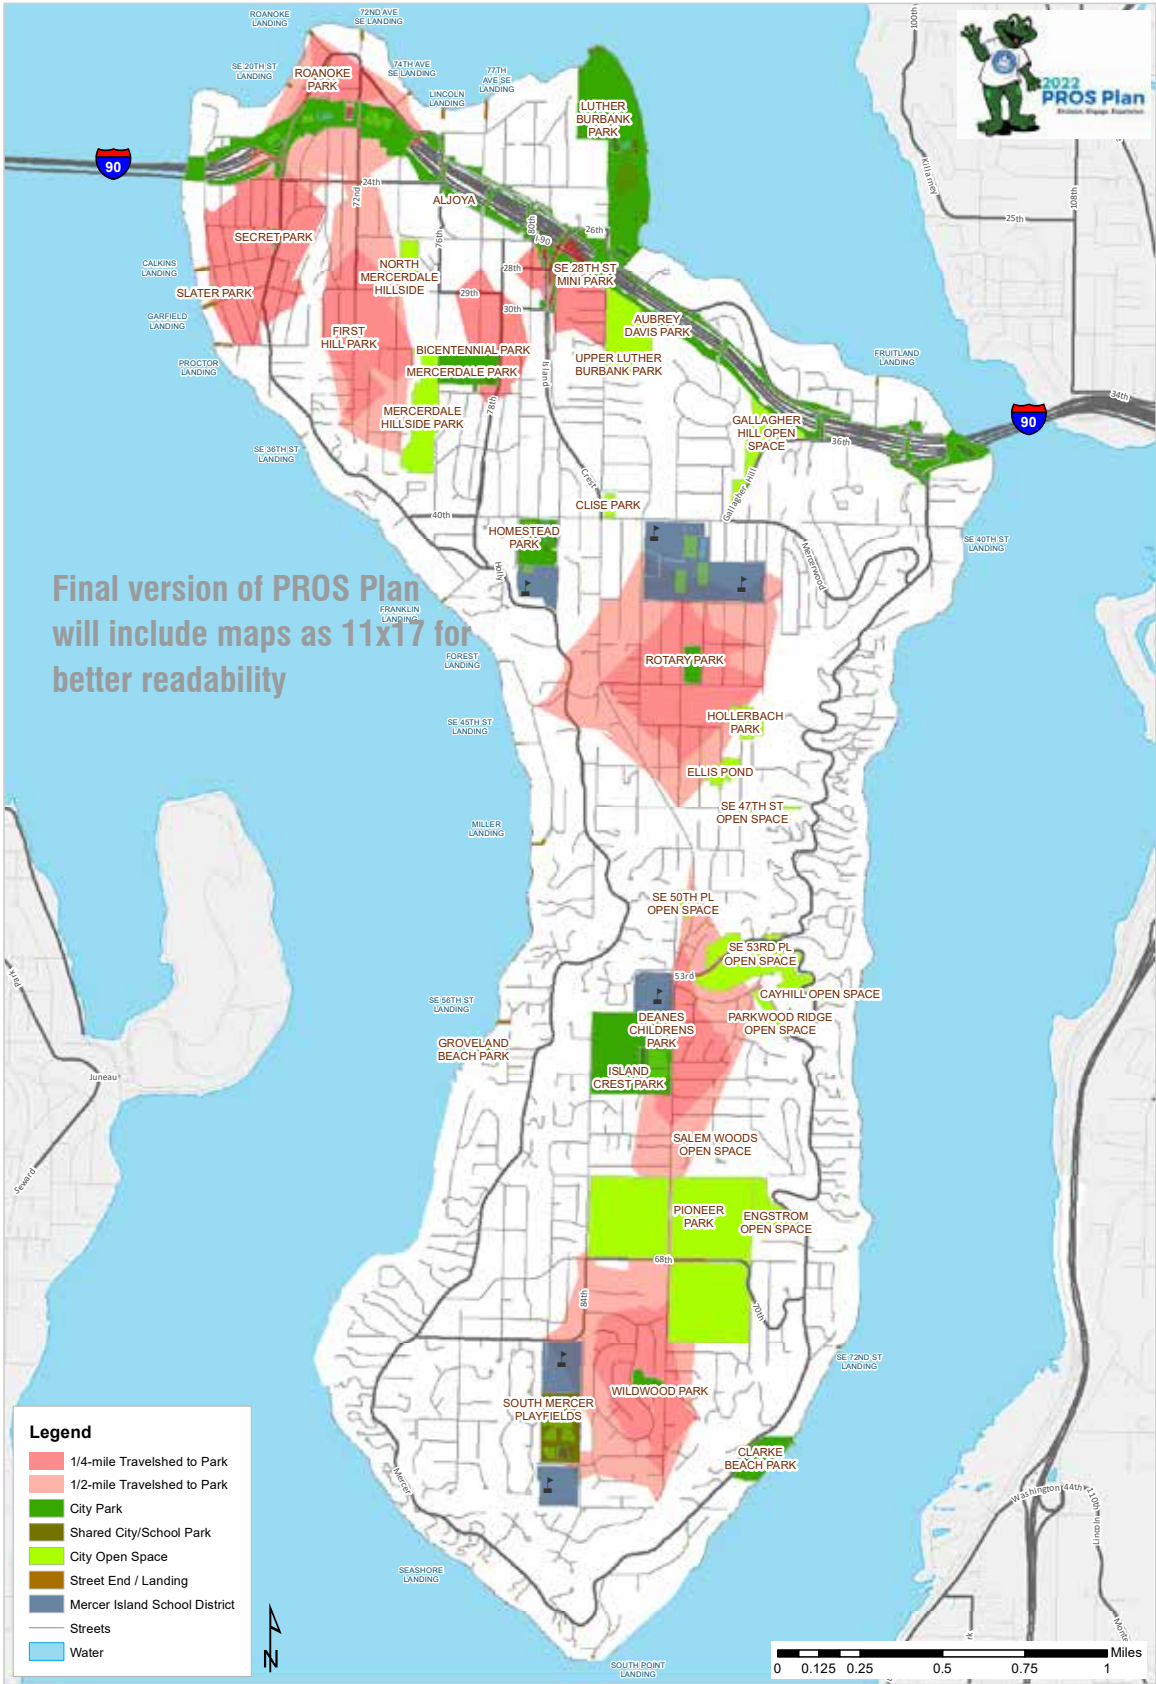 ROANOKE
LANDING
72ND AVE
SE LANDING
SE 20TH ST
LANDING
ROANOKE
PARK
74TH AVE
SE LANDING
77TH
AVE SE
LANDING
LINCOLN
LANDING
LUTHER
BURBANK
PARK
2022
PROS Plan
100th
90
Killarney
108th
25th
24th
72nd
ALJOYA
76th
80th
I-90
26th
SECRET PARK
CALKINS
LANDING
NORTH
MERCERDALE
HILLSIDE
28th
SE 28TH ST
MINI PARK
SLATER PARK
29th
30th
GARFIELD
LANDING
FIRST
HILL PARK
AUBREY
DAVIS PARK
BICENTENNIAL PARK
UPPER LUTHER
BURBANK PARK
PROCTOR
LANDING
MERCERDALE PARK
Island
FRUITLAND
LANDING
78th
34th
MERCERDALE
HILLSIDE PARK
GALLAGHER
HILL OPEN
SPACE
90
36th
SE 36TH ST
LANDING
Crest
Gallagher Hill
CLISE PARK
40th
HOMESTEAD
PARK
SE 40TH ST
LANDING
Mercerwood
Holly
Final version of PROS Plan
will include maps as 11x17 for
better readability
FRANKLIN
LANDING
FOREST
LANDING
ROTARY PARK
SE 45TH ST
LANDING
HOLLERBACH
PARK
ELLIS POND
SE 47TH ST
OPEN SPACE
MILLER
LANDING
SE 50TH PL
OPEN SPACE
SE 53RD PL
OPEN SPACE
53rd
Park
CAYHILL OPEN SPACE
SE 56TH ST
LANDING
DEANES
CHILDRENS
PARK
PARKWOOD RIDGE
OPEN SPACE
GROVELAND
BEACH PARK
ISLAND
CREST PARK
Juneau
SALEM WOODS
OPEN SPACE
Seward
PIONEER
PARK
ENGSTROM
OPEN SPACE
68th
84th
70th
SE 72ND ST
LANDING
WILDWOOD PARK
SOUTH MERCER
PLAYFIELDS
CLARKE
BEACH PARK
Mercer
Washington
44th
110th
Lincoln
SEASHORE
LANDING
SOUTH POINT
LANDING
Legend
1/4-mile Travelshed to Park
1/2-mile Travelshed to Park
City Park
Shared City/School Park
City Open Space
Street End / Landing
Mercer Island School District
Streets
Water
N
Miles
0 0.125 0.25 0.5 0.75 1